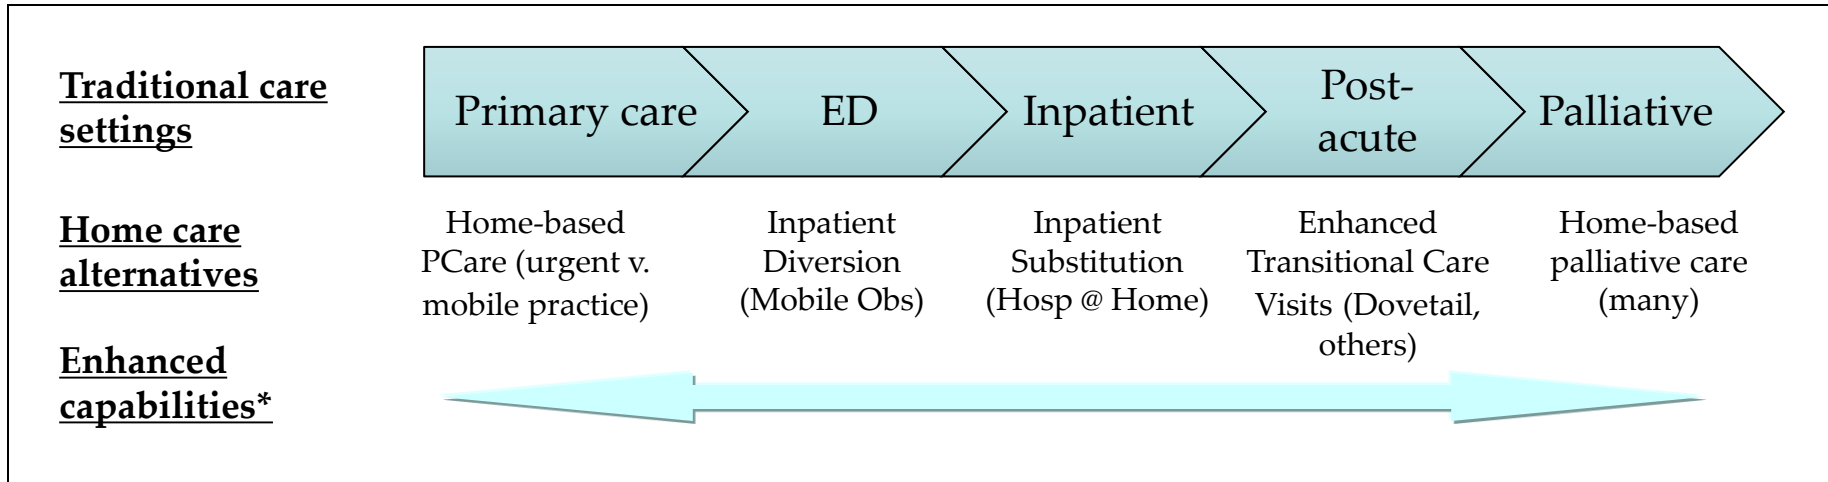 Traditional care
settings
Primary care
ED
Inpatient
Post-
acute
Palliative
Home care
alternatives
Home-based
PCare (urgent v.
mobile practice)
Inpatient
Diversion
(Mobile Obs)
Inpatient
Substitution
(Hosp @ Home)
Enhanced
Transitional Care
Visits (Dovetail,
others)
Home-based
palliative care
(many)
Enhanced
capabilities*